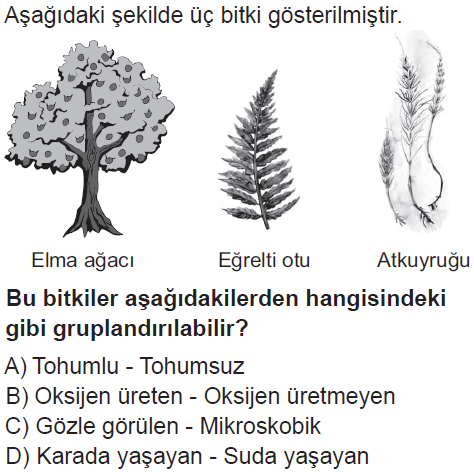 Aşağıdaki şekilde üç bitki gösterilmiştir.
Elma ağacı
Eğrelti otu
Atkuyruğu
Bu bitkiler aşağıdakilerden hangisindeki
gibi gruplandırılabilir?
A) Tohumlu - Tohumsuz
B) Oksijen üreten - Oksijen üretmeyen
C) Gözle görülen - Mikroskobik
D) Karada yaşayan - Suda yaşayan